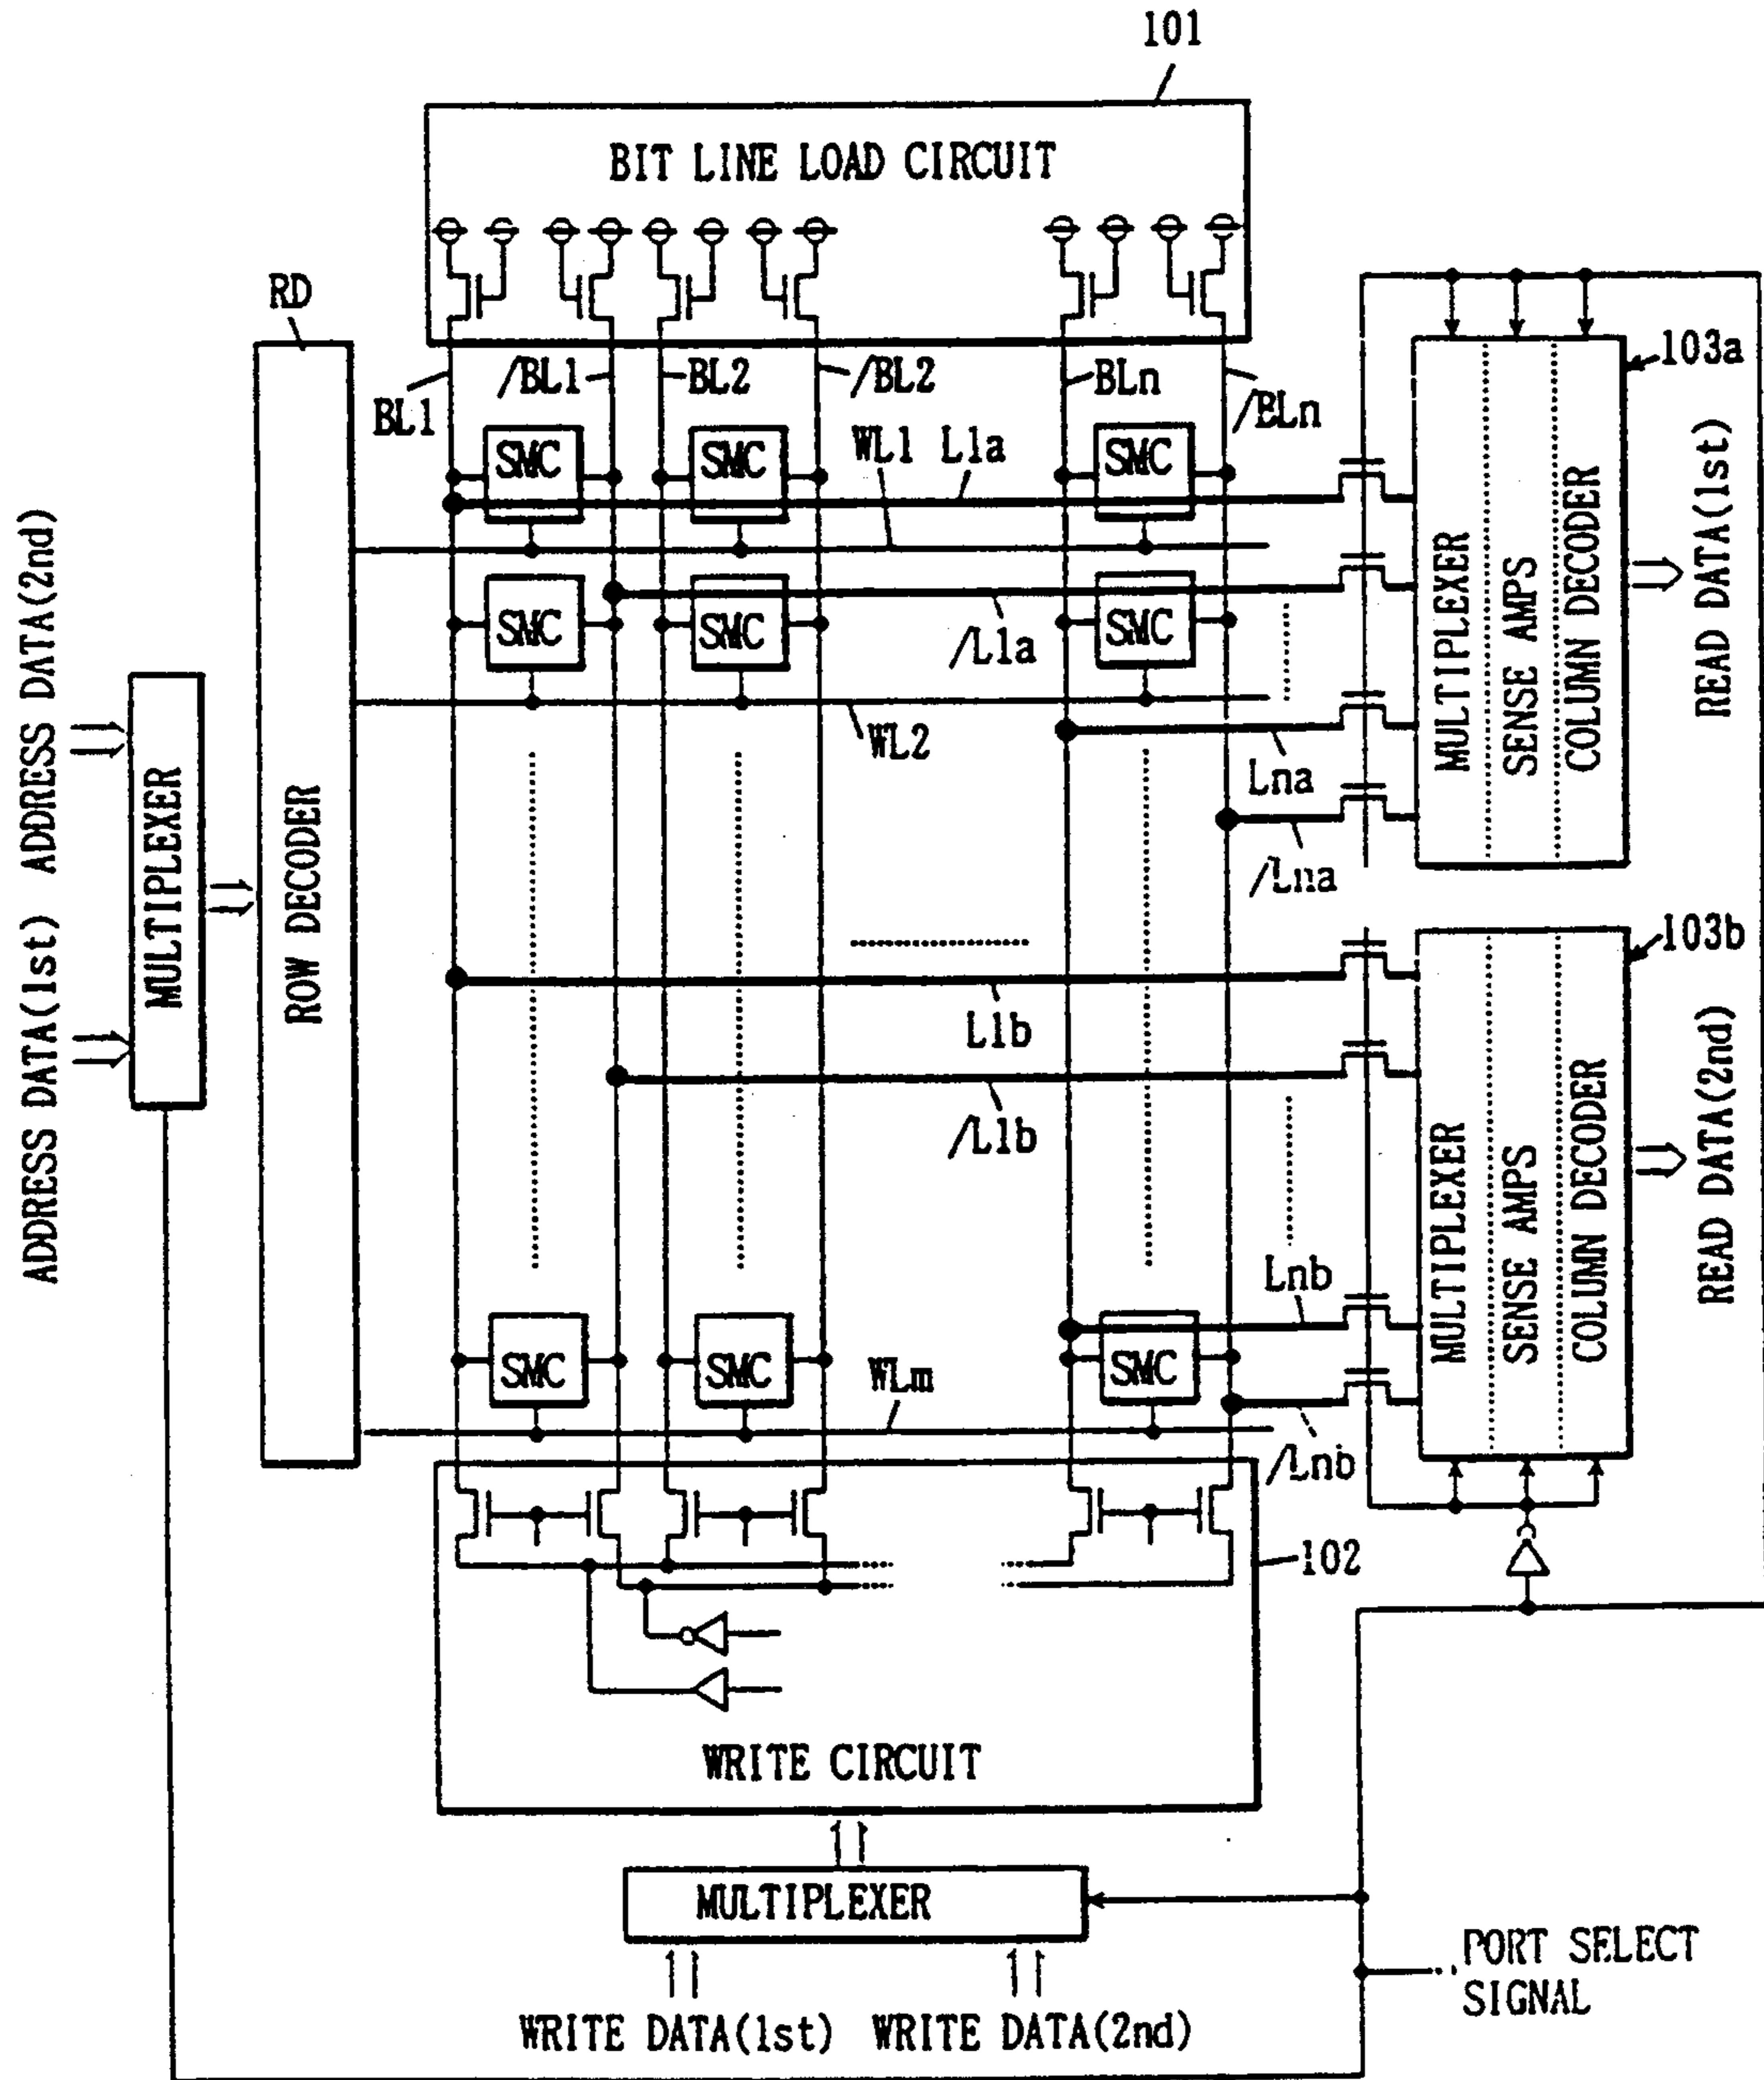 101
BIT LINE LOAD CIRCUIT
RD
BL1
/BL1
BL2
/BL2
BLn
/BLn
103a
SMC
SMC
SMC
WL1
L1a
SMC
SMC
SMC
/L1a
WL2
Lna
/Lna
MULTIPLEXER
SENSE AMPS
COLUMN DECODER
READ DATA(1st)
ADDRESS DATA(1st)
ADDRESS DATA(2nd)
MULTIPLEXER
ROW DECODER
103b
L1b
/L1b
MULTIPLEXER
SENSE AMPS
COLUMN DECODER
READ DATA(2nd)
Lnb
SMC
SMC
SMC
WLm
/Lnb
102
WRITE CIRCUIT
MULTIPLEXER
PORT SELECT
SIGNAL
WRITE DATA(1st)
WRITE DATA(2nd)